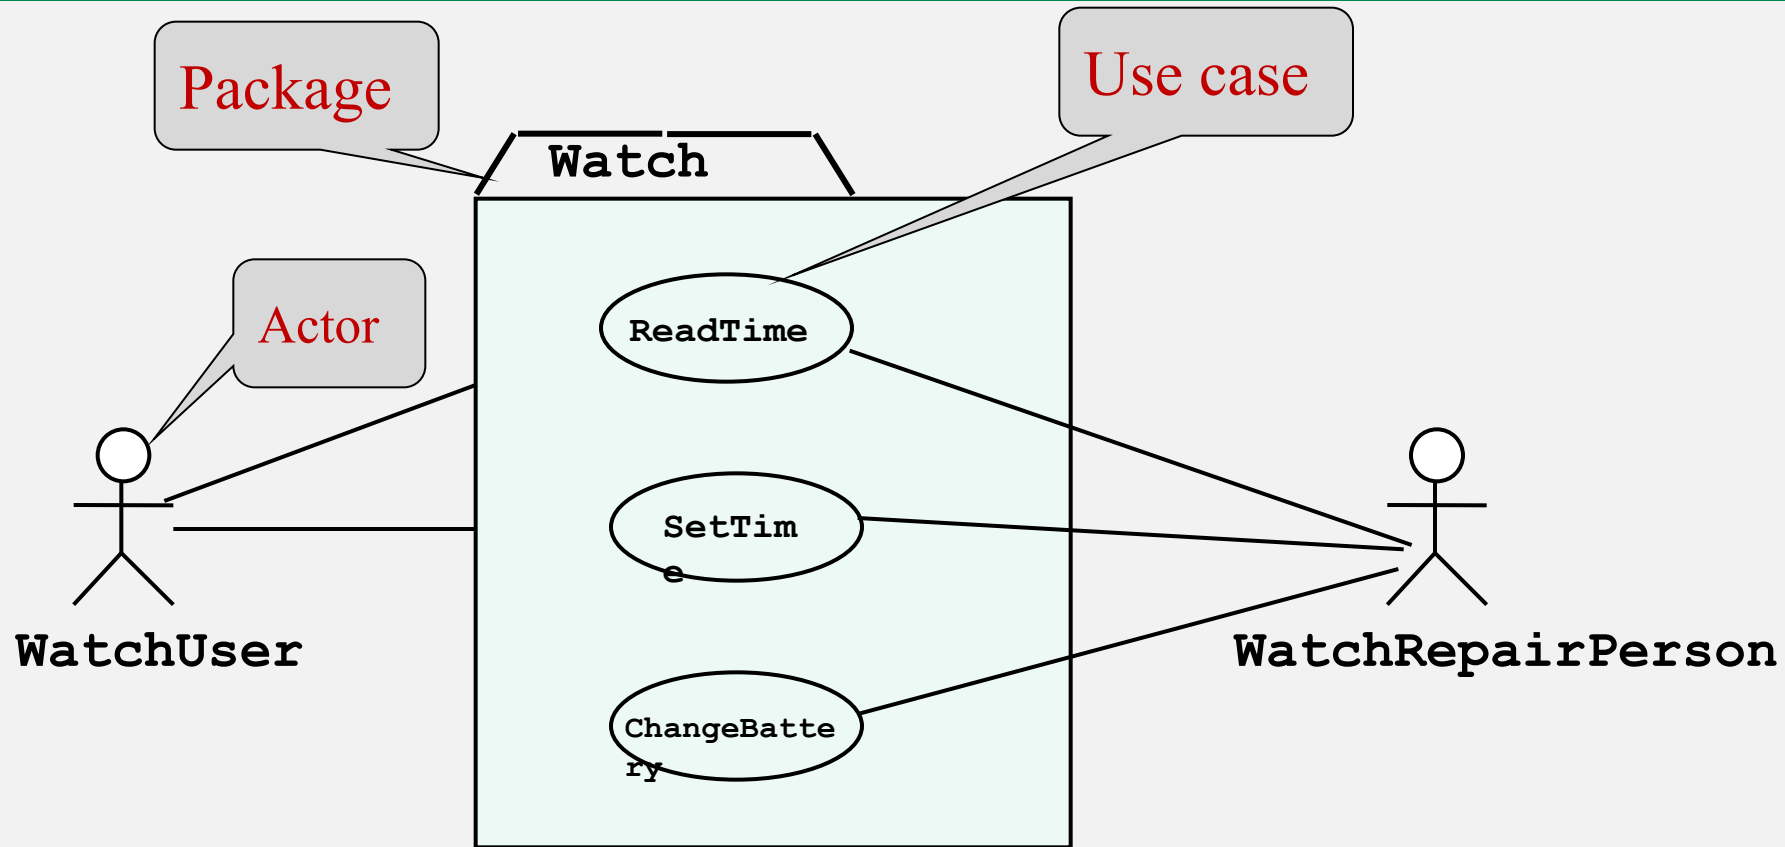 Package
Use case
Watch
Actor
ReadTime
SetTim
e
WatchUser
WatchRepairPerson
ChangeBatte
ry